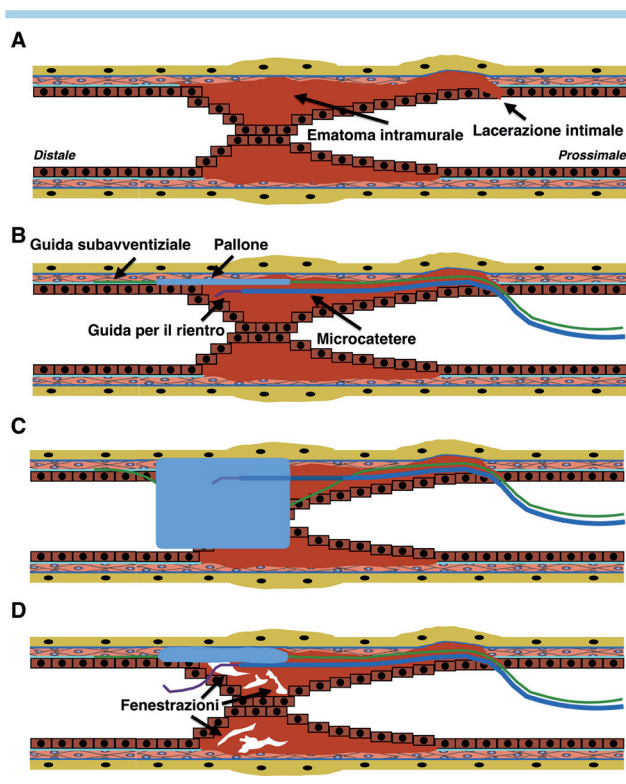 A
Ematoma intramurale
Lacerazione intimale
Distale
Prossimale
B
Guida subavventiziale
Pallone
Guida per il rientro
Microcatetere
C
D
Fenestrazioni